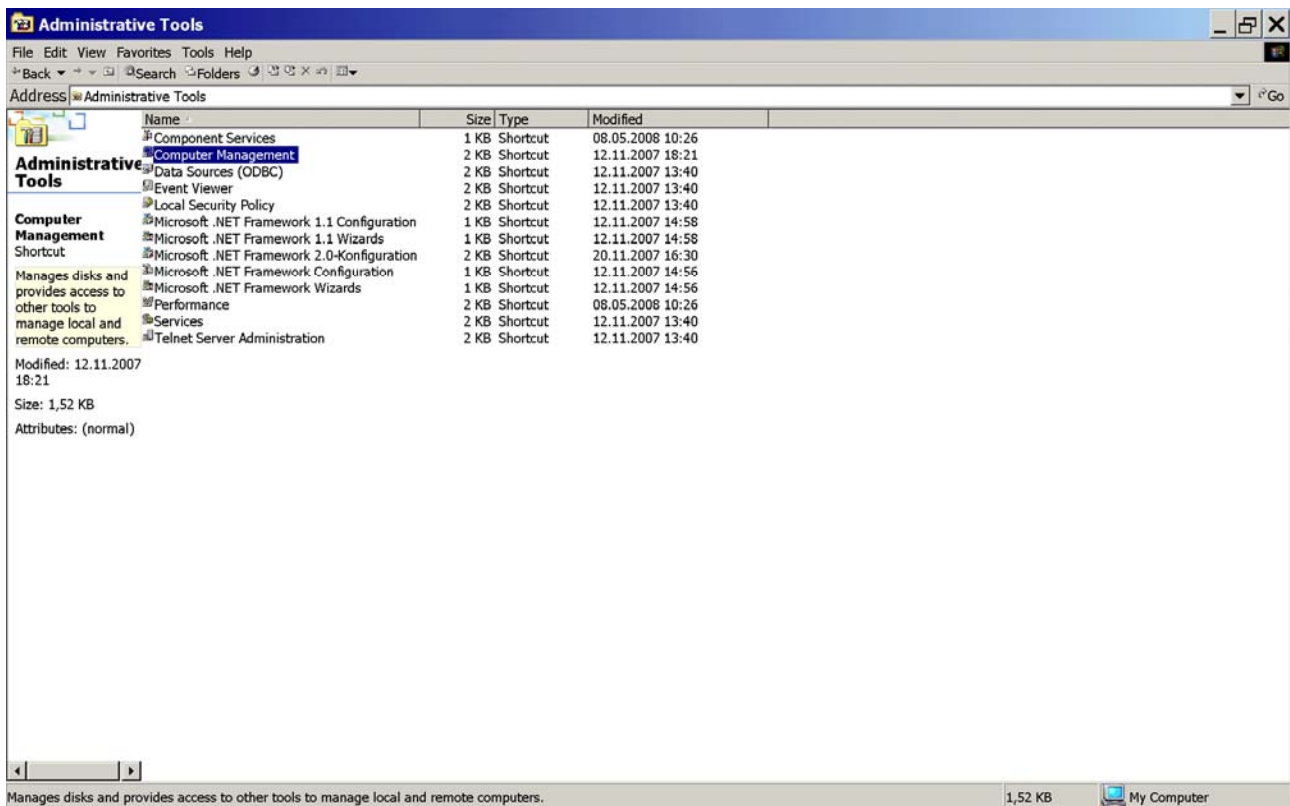 Administrative Tools
File Edit View Favorites Tools Help
Back Search Folders
Address Administrative Tools Go
Name Size Type Modified
Component Services 1 KB Shortcut 08.05.2008 10:26
Computer Management 2 KB Shortcut 12.11.2007 18:21
Data Sources (ODBC) 2 KB Shortcut 12.11.2007 13:40
Event Viewer 2 KB Shortcut 12.11.2007 13:40
Local Security Policy 2 KB Shortcut 12.11.2007 13:40
Microsoft .NET Framework 1.1 Configuration 1 KB Shortcut 12.11.2007 14:58
Microsoft .NET Framework 1.1 Wizards 1 KB Shortcut 12.11.2007 14:58
Microsoft .NET Framework 2.0-Konfiguration 2 KB Shortcut 20.11.2007 16:30
Microsoft .NET Framework Configuration 1 KB Shortcut 12.11.2007 14:56
Microsoft .NET Framework Wizards 1 KB Shortcut 12.11.2007 14:56
Performance 2 KB Shortcut 08.05.2008 10:26
Services 2 KB Shortcut 12.11.2007 13:40
Telnet Server Administration 2 KB Shortcut 12.11.2007 13:40
Administrative
Tools
Computer
Management
Shortcut
Manages disks and
provides access to
other tools to
manage local and
remote computers.
Modified: 12.11.2007
18:21
Size: 1,52 KB
Attributes: (normal)
Manages disks and provides access to other tools to manage local and remote computers. 1,52 KB My Computer